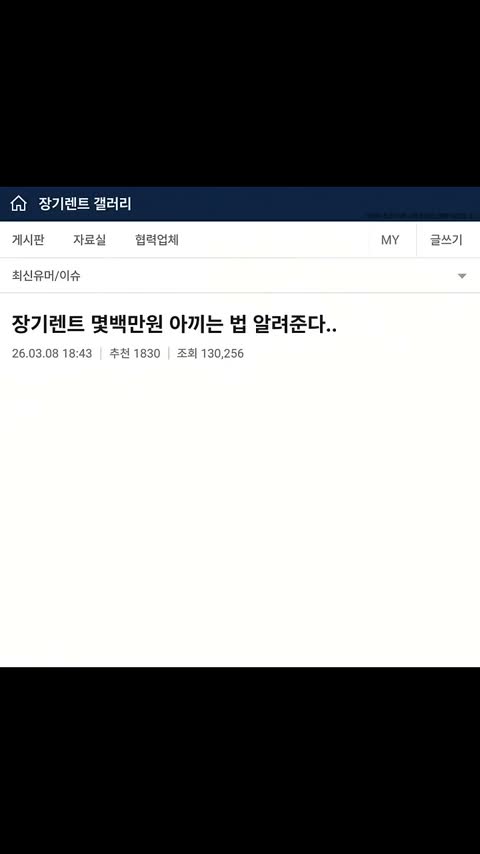 장기렌트 갤러리
게시판 자료실 협력업체 MY 글쓰기
최신유머/이슈
장기렌트 몇백만원 아끼는 법 알려준다..
26.03.08 18:43 | 추천 1830 | 조회 130,256